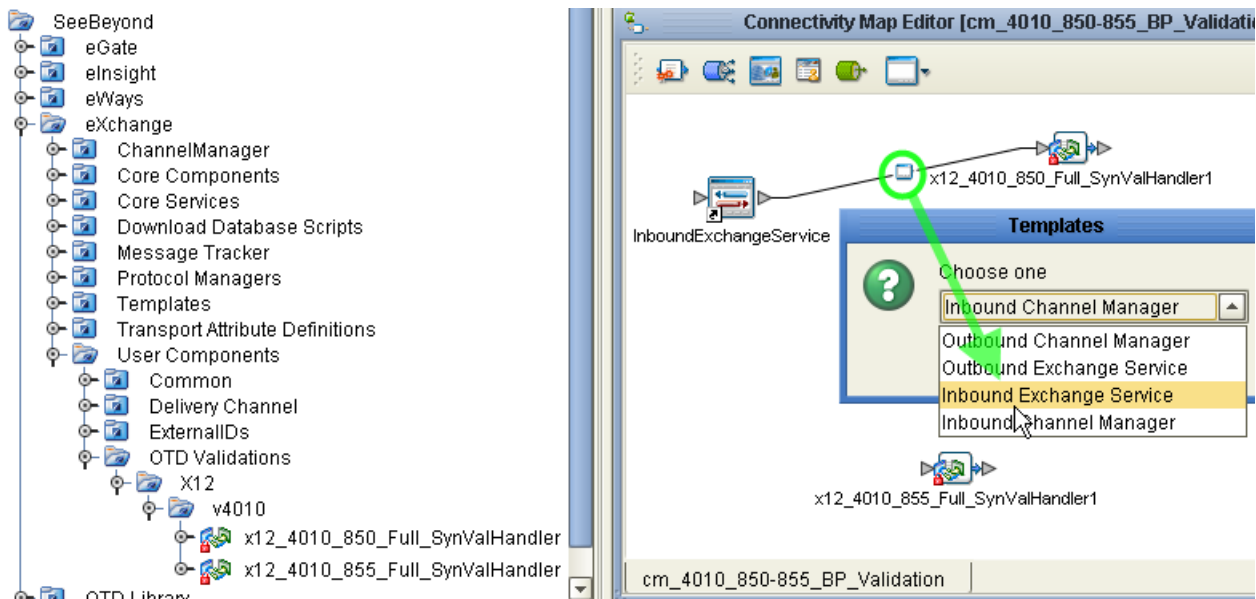 SeeBeyond
eGate
eInsight
eWays
eXchange
ChannelManager
Core Components
Core Services
Download Database Scripts
Message Tracker
Protocol Managers
Templates
Transport Attribute Definitions
User Components
Common
Delivery Channel
ExternalIDs
OTD Validations
X12
v4010
x12_4010_850_Full_SynValHandler
x12_4010_855_Full_SynValHandler
OTD Library
Connectivity Map Editor [cm_4010_850-855_BP_Validati
x12_4010_850_Full_SynValHandler1
InboundExchangeService
Templates
Choose one
Inbound Channel Manager
Outbound Channel Manager
Outbound Exchange Service
Inbound Exchange Service
Inbound Channel Manager
x12_4010_855_Full_SynValHandler1
cm_4010_850-855_BP_Validation